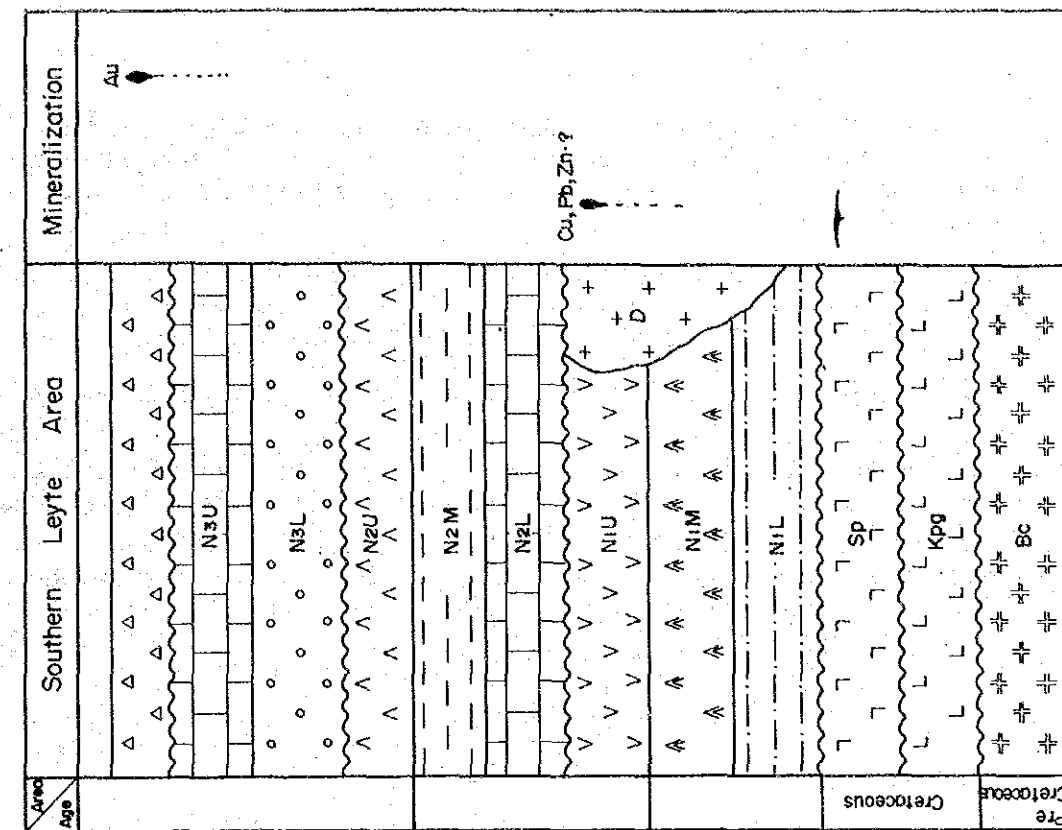 Area
Age
Southern Leyte Area
Mineralization
Au
N3U
N3L
N2U
N2M
N2L
Cu, Pb, Zn-?
N1U
D
N1M
N1L
Cretaceous
Sp
Kpg
Pre
Cretaceous
Bc